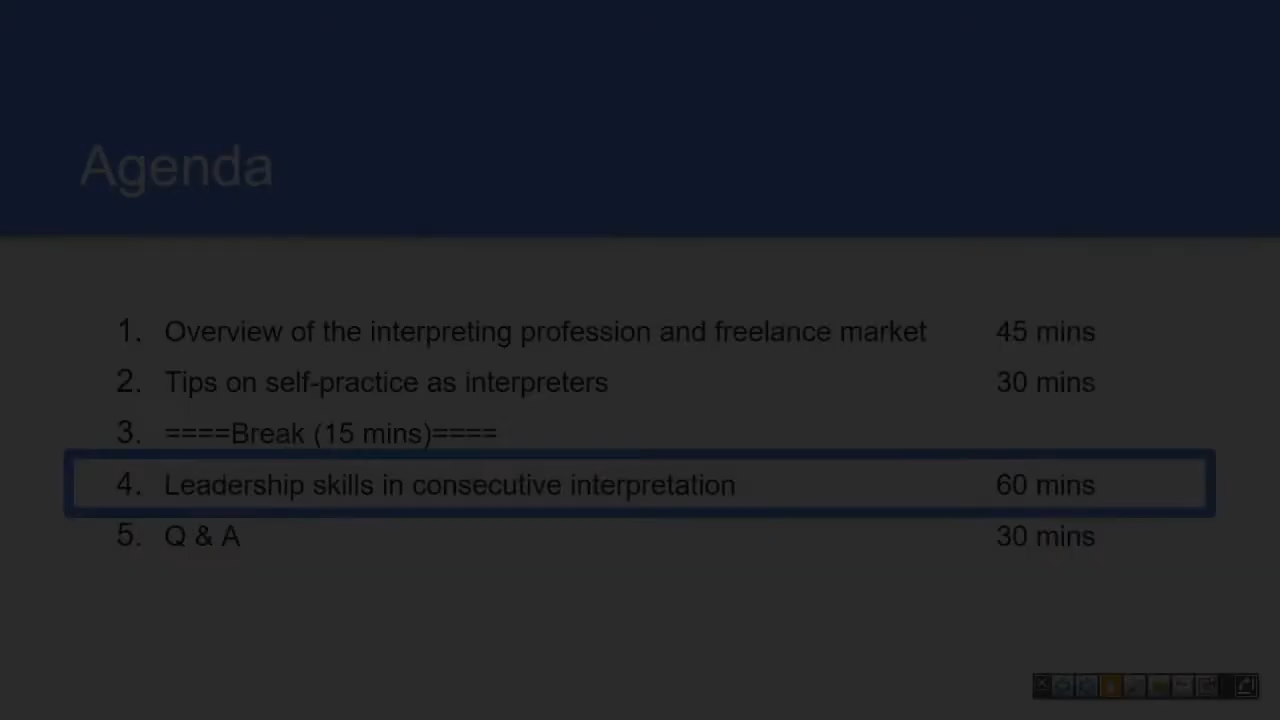 Agenda
1. Overview of the interpreting profession and freelance market 45 mins
2. Tips on self-practice as interpreters 30 mins
3. ====Break (15 mins)====
4. Leadership skills in consecutive interpretation 60 mins
5. Q & A 30 mins